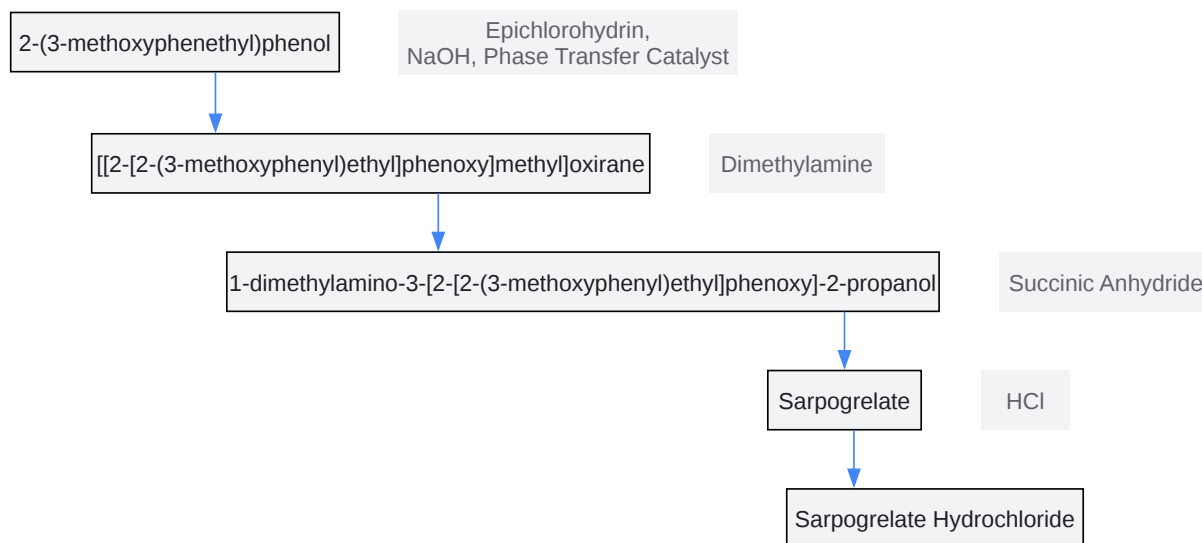 2-(3-methoxyphenethyl)phenol
Epichlorohydrin,
NaOH, Phase Transfer Catalyst
[[2-[2-(3-methoxyphenyl)ethyl]phenoxy]methyl]oxirane
Dimethylamine
1-dimethylamino-3-[2-[2-(3-methoxyphenyl)ethyl]phenoxy]-2-propanol
Succinic Anhydride
Sarpogrelate
HCl
Sarpogrelate Hydrochloride